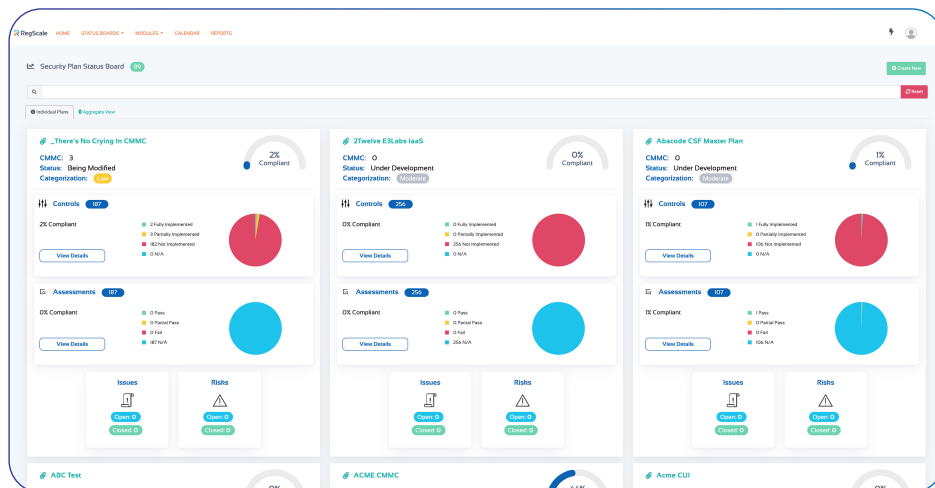 RegScale HOME STATUS BOARDS MODULES CALENDAR REPORTS
Security Plan Status Board 89
Create New
Reset
Individual Plans Aggregate View
_There's No Crying In CMMC
CMMC: 3
Status: Being Modified
Categorization: Low
2%
Compliant
Controls 187
2% Compliant
2 Fully Implemented
3 Partially Implemented
182 Not Implemented
0 N/A
View Details
Assessments 187
0% Compliant
0 Pass
0 Partial Pass
0 Fail
187 N/A
View Details
Issues
Open: 0
Closed: 0
Risks
Open: 0
Closed: 0
2Twelve E3Labs IaaS
CMMC: 0
Status: Under Development
Categorization: Moderate
0%
Compliant
Controls 256
0% Compliant
0 Fully Implemented
0 Partially Implemented
256 Not Implemented
0 N/A
View Details
Assessments 256
0% Compliant
0 Pass
0 Partial Pass
0 Fail
256 N/A
View Details
Issues
Open: 0
Closed: 0
Risks
Open: 0
Closed: 0
Abacode CSF Master Plan
CMMC: 0
Status: Under Development
Categorization: Moderate
1%
Compliant
Controls 107
1% Compliant
1 Fully Implemented
0 Partially Implemented
106 Not Implemented
0 N/A
View Details
Assessments 107
1% Compliant
1 Pass
0 Partial Pass
0 Fail
106 N/A
View Details
Issues
Open: 0
Closed: 0
Risks
Open: 0
Closed: 0
ABC Test
ACME CMMC
Acme CUI